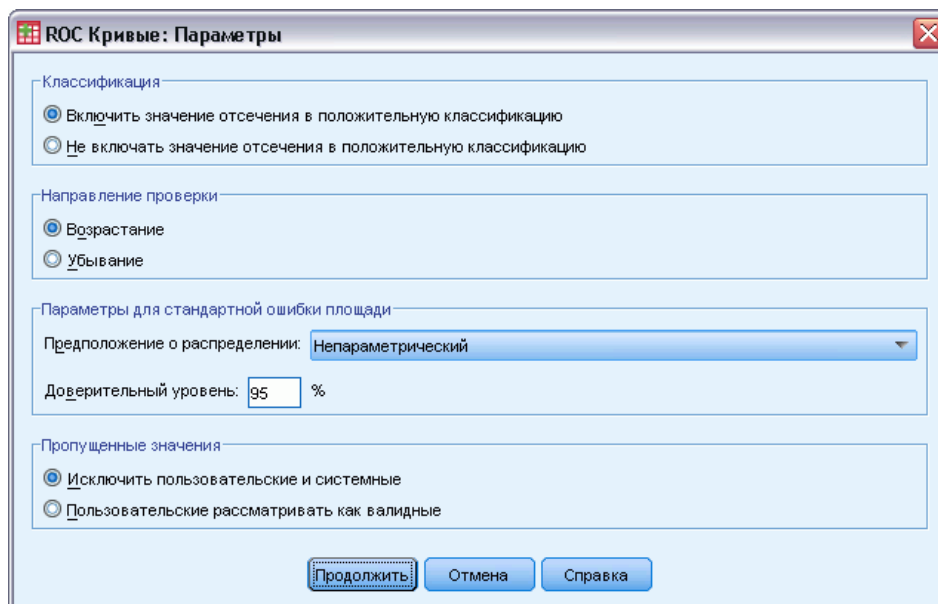 ROC Кривые: Параметры
Классификация
Включить значение отсечения в положительную классификацию
Не включать значение отсечения в положительную классификацию
Направление проверки
Возрастание
Убывание
Параметры для стандартной ошибки площади
Предположение о распределении: Непараметрический
Доверительный уровень: 95 %
Пропущенные значения
Исключить пользовательские и системные
Пользовательские рассматривать как валидные
Продолжить Отмена Справка